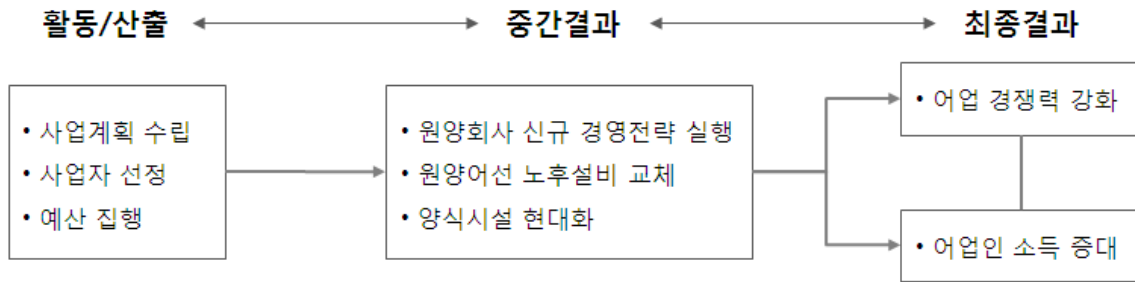 활동/산출
중간결과
최종결과
• 사업계획 수립
• 사업자 선정
• 예산 집행
• 원양회사 신규 경영전략 실행
• 원양어선 노후설비 교체
• 양식시설 현대화
• 어업 경쟁력 강화
• 어업인 소득 증대